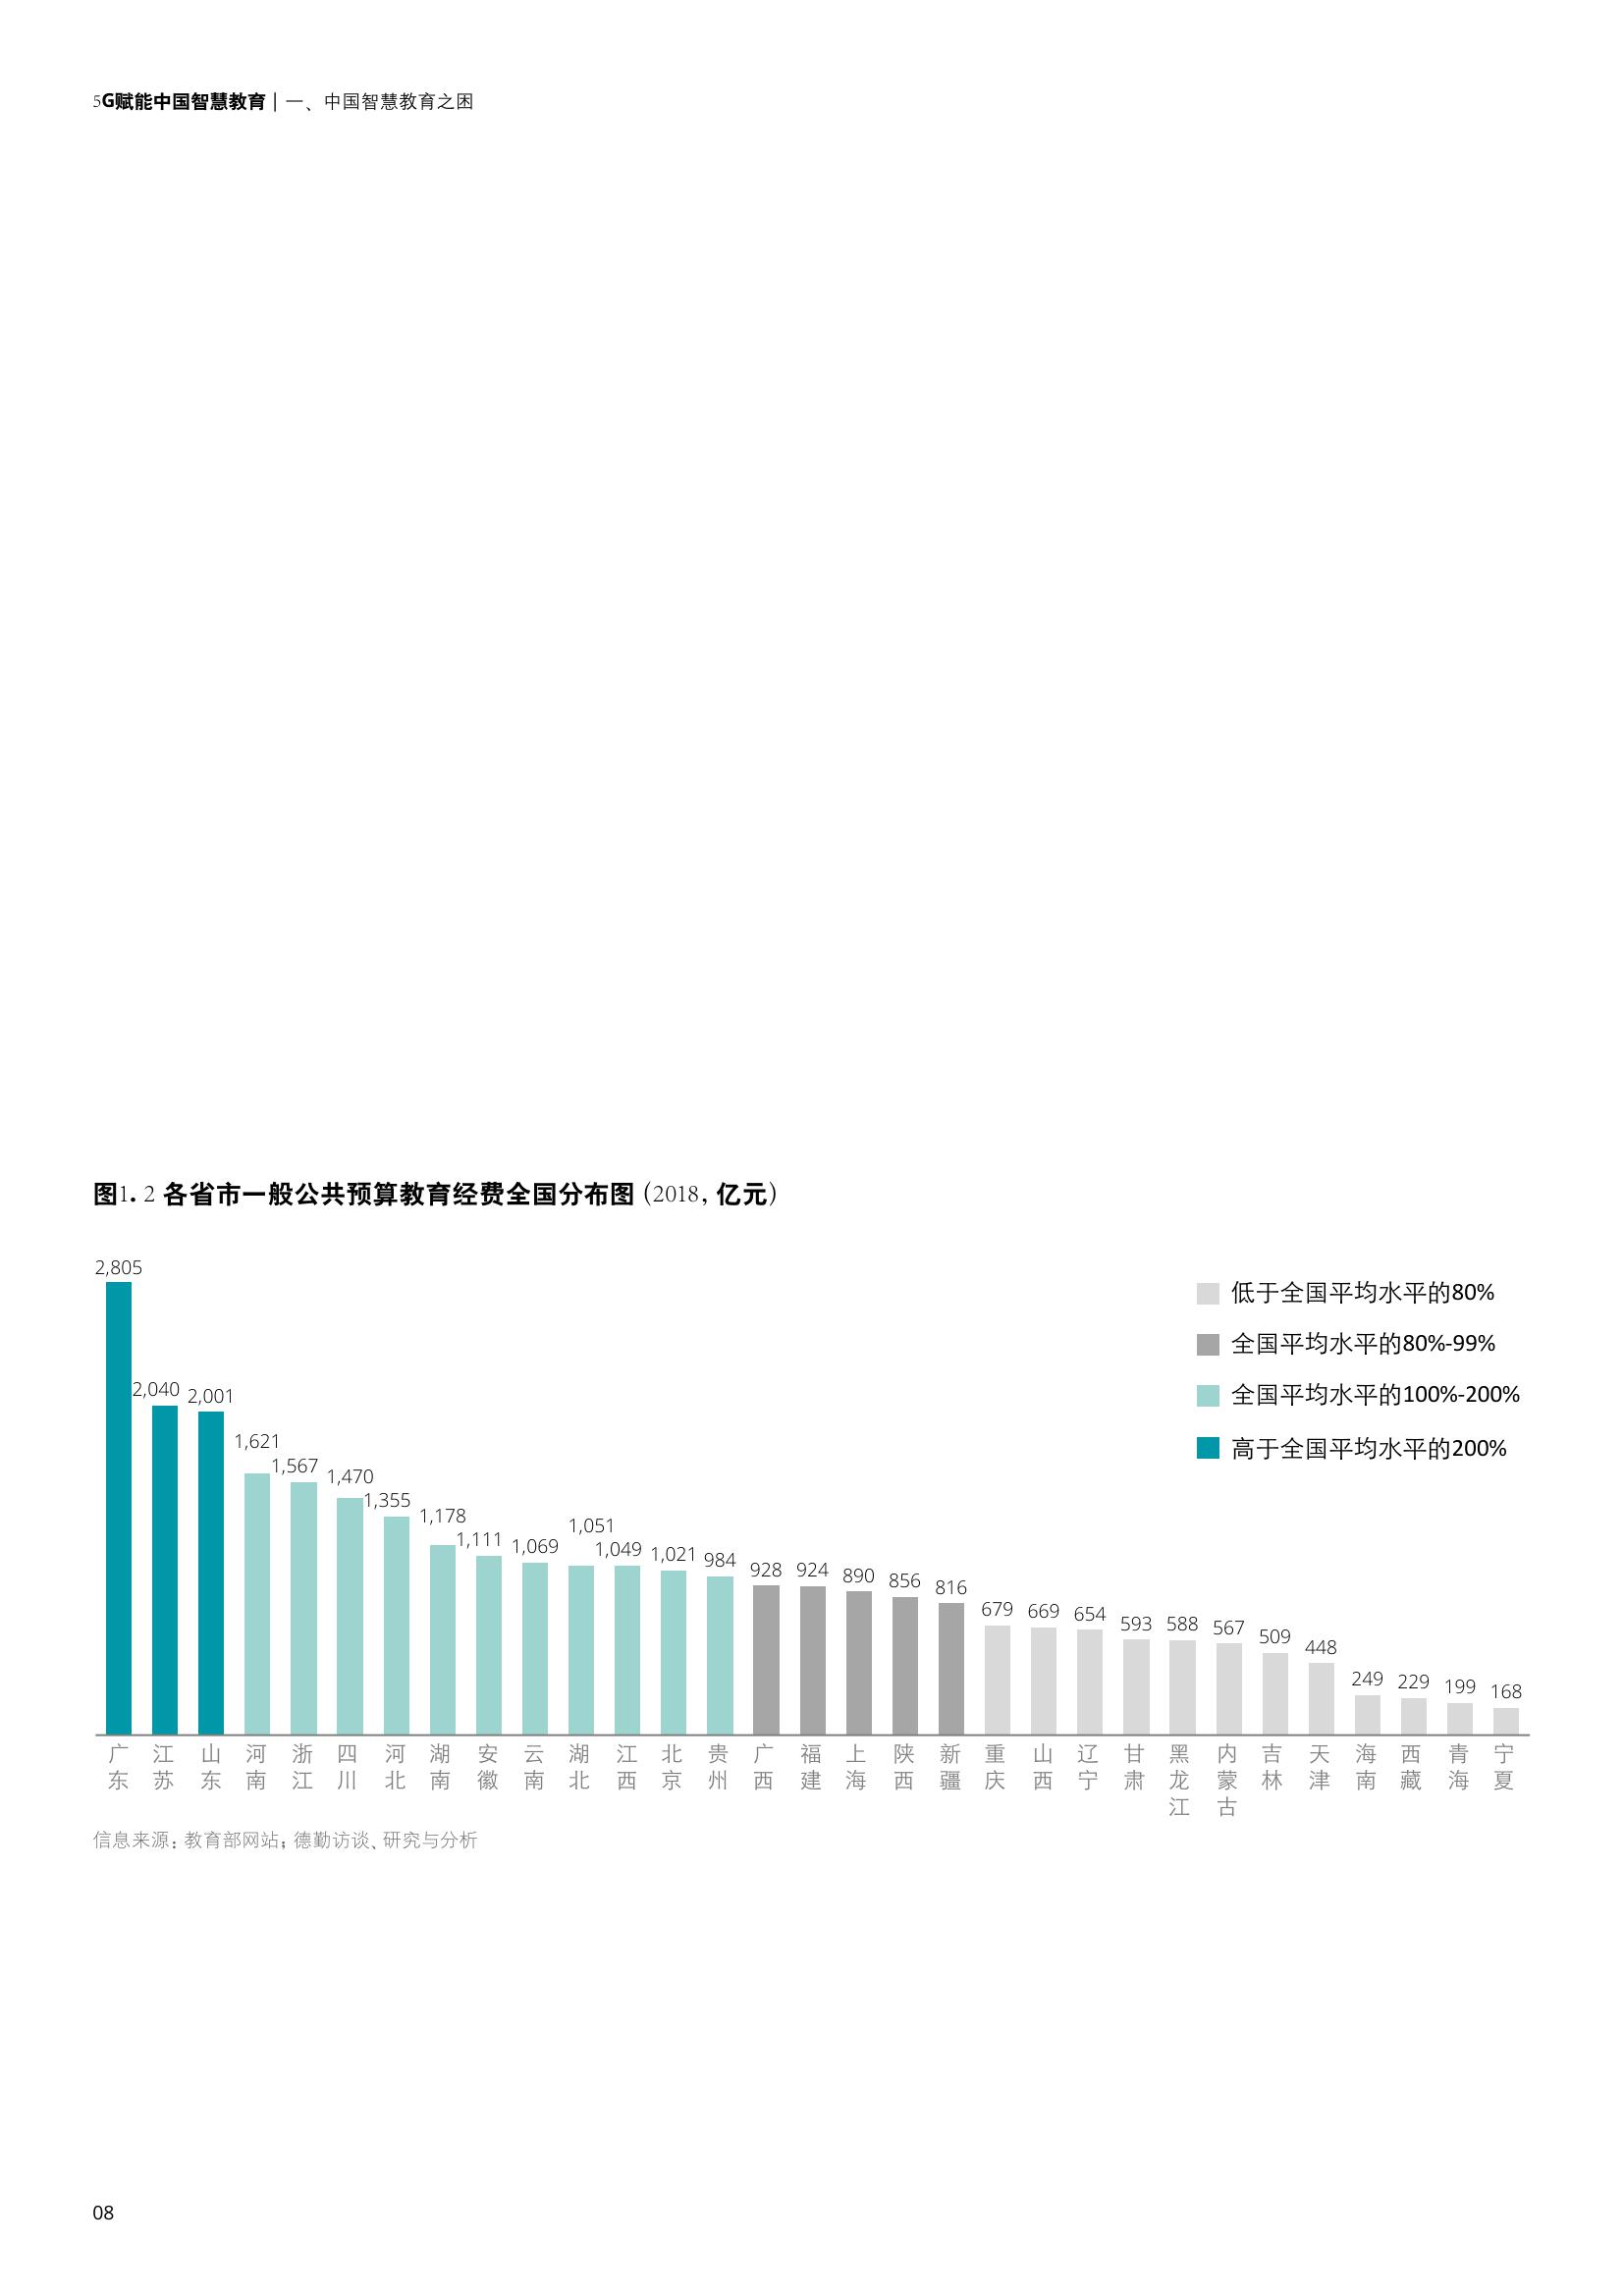 5G赋能中国智慧教育 | 一、中国智慧教育之困
图1. 2 各省市一般公共预算教育经费全国分布图（2018，亿元）
低于全国平均水平的80%
全国平均水平的80%-99%
全国平均水平的100%-200%
高于全国平均水平的200%
2,805
2,040
2,001
1,621
1,567
1,470
1,355
1,178
1,111
1,069
1,051
1,049
1,021
984
928
924
890
856
816
679
669
654
593
588
567
509
448
249
229
199
168
广东
江苏
山东
河南
浙江
四川
河北
湖南
安徽
云南
湖北
江西
北京
贵州
广西
福建
上海
陕西
新疆
重庆
山西
辽宁
甘肃
黑龙江
内蒙古
吉林
天津
海南
西藏
青海
宁夏
信息来源：教育部网站；德勤访谈、研究与分析
08